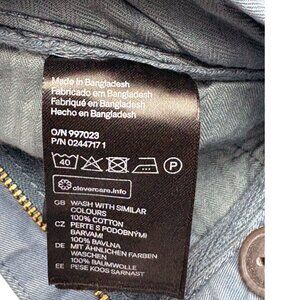 Made in Bangladesh
Fabricado em Bangladesh
Fabriqué en Bangladesh
Hecho en Bangladesh
O/N 997023
P/N 0244717 1
40 P
clevercare.info
GB WASH WITH SIMILAR
COLOURS
100% COTTON
CZ PERTE S PODOBNÝMI
BARVAMI
100% BAVLNA
DE MIT ÄHNLICHEN FARBEN
WASCHEN
100% BAUMWOLLE
EE PESE KOOS SARNAST